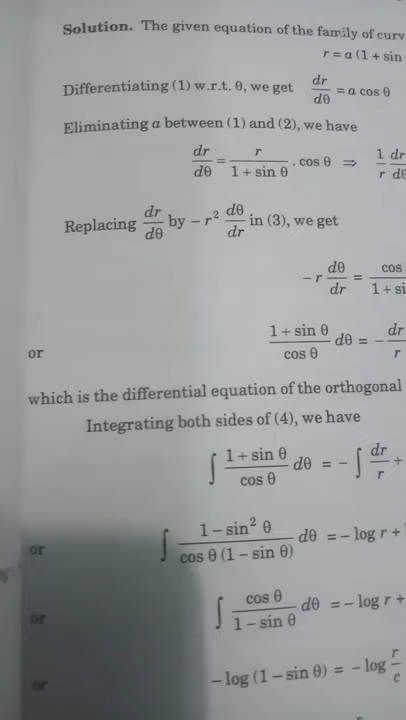 Solution. The given equation of the family of curv
r = a (1 + sin
Differentiating (1) w.r.t. θ, we get dr/dθ = a cos θ
Eliminating a between (1) and (2), we have
dr/dθ = r/(1 + sin θ) . cos θ ⇒ 1/r dr/dθ
Replacing dr/dθ by – r² dθ/dr in (3), we get
– r dθ/dr = cos / 1 + si
or (1 + sin θ)/cos θ dθ = – dr/r
which is the differential equation of the orthogonal
Integrating both sides of (4), we have
∫ (1 + sin θ)/cos θ dθ = – ∫ dr/r +
or ∫ (1 – sin² θ)/(cos θ (1 – sin θ)) dθ = – log r +
or ∫ cos θ/(1 – sin θ) dθ = – log r +
or – log (1 – sin θ) = – log r/c